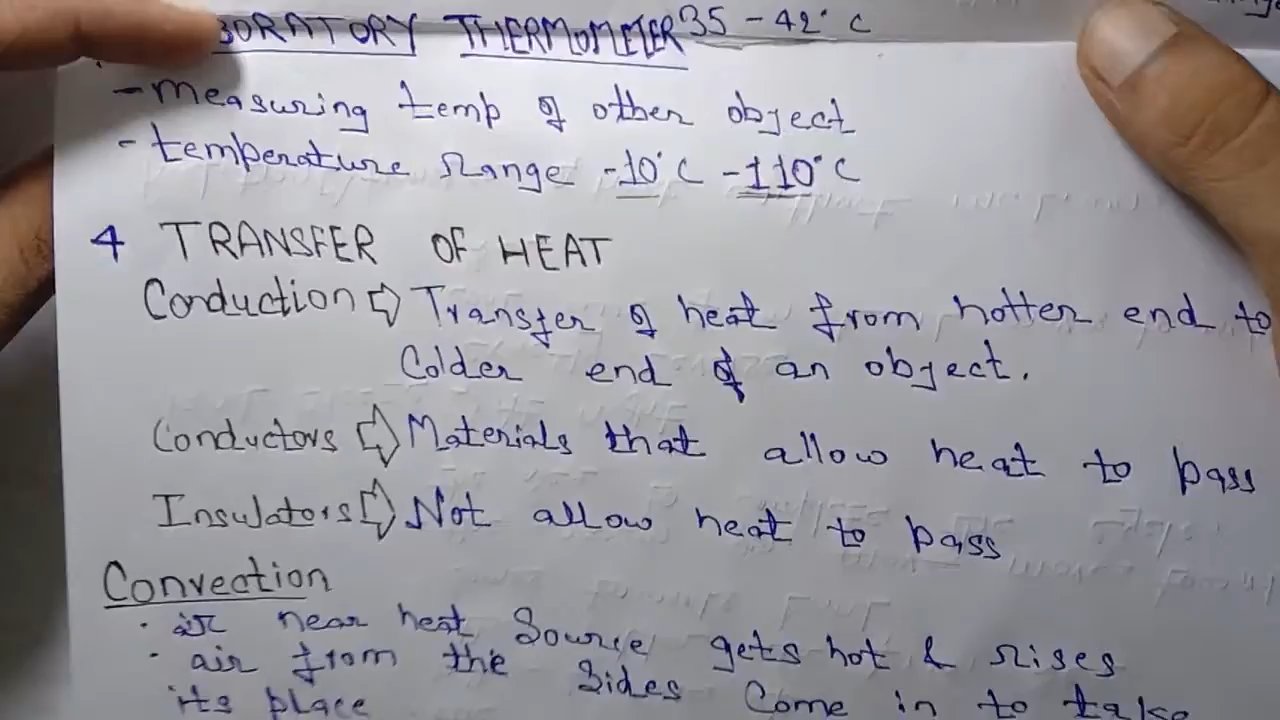 BORATORY THERMOMETER 35 - 42°C
- measuring temp of other object
- temperature range -10°C - 110°C
4 TRANSFER OF HEAT
Conduction ⇨ Transfer of heat from hotter end to
Colder end of an object.
Conductors ⇨ Materials that allow heat to pass
Insulators ⇨ Not allow heat to pass
Convection
· air near heat Source gets hot & rises
· air from the sides Come in to take
its place